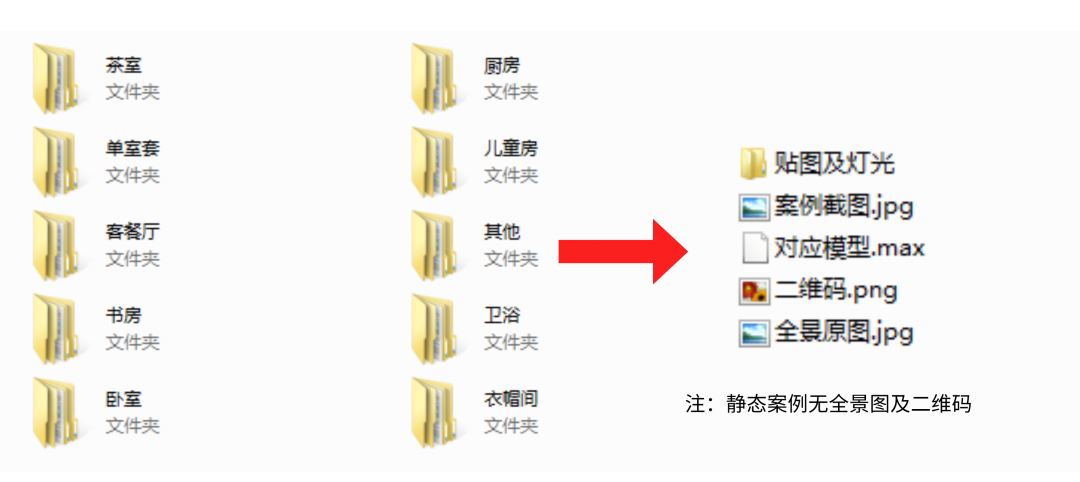 茶室
文件夹
单室套
文件夹
客餐厅
文件夹
书房
文件夹
卧室
文件夹
厨房
文件夹
儿童房
文件夹
其他
文件夹
卫浴
文件夹
衣帽间
文件夹
贴图及灯光
案例截图.jpg
对应模型.max
二维码.png
全景原图.jpg
注：静态案例无全景图及二维码